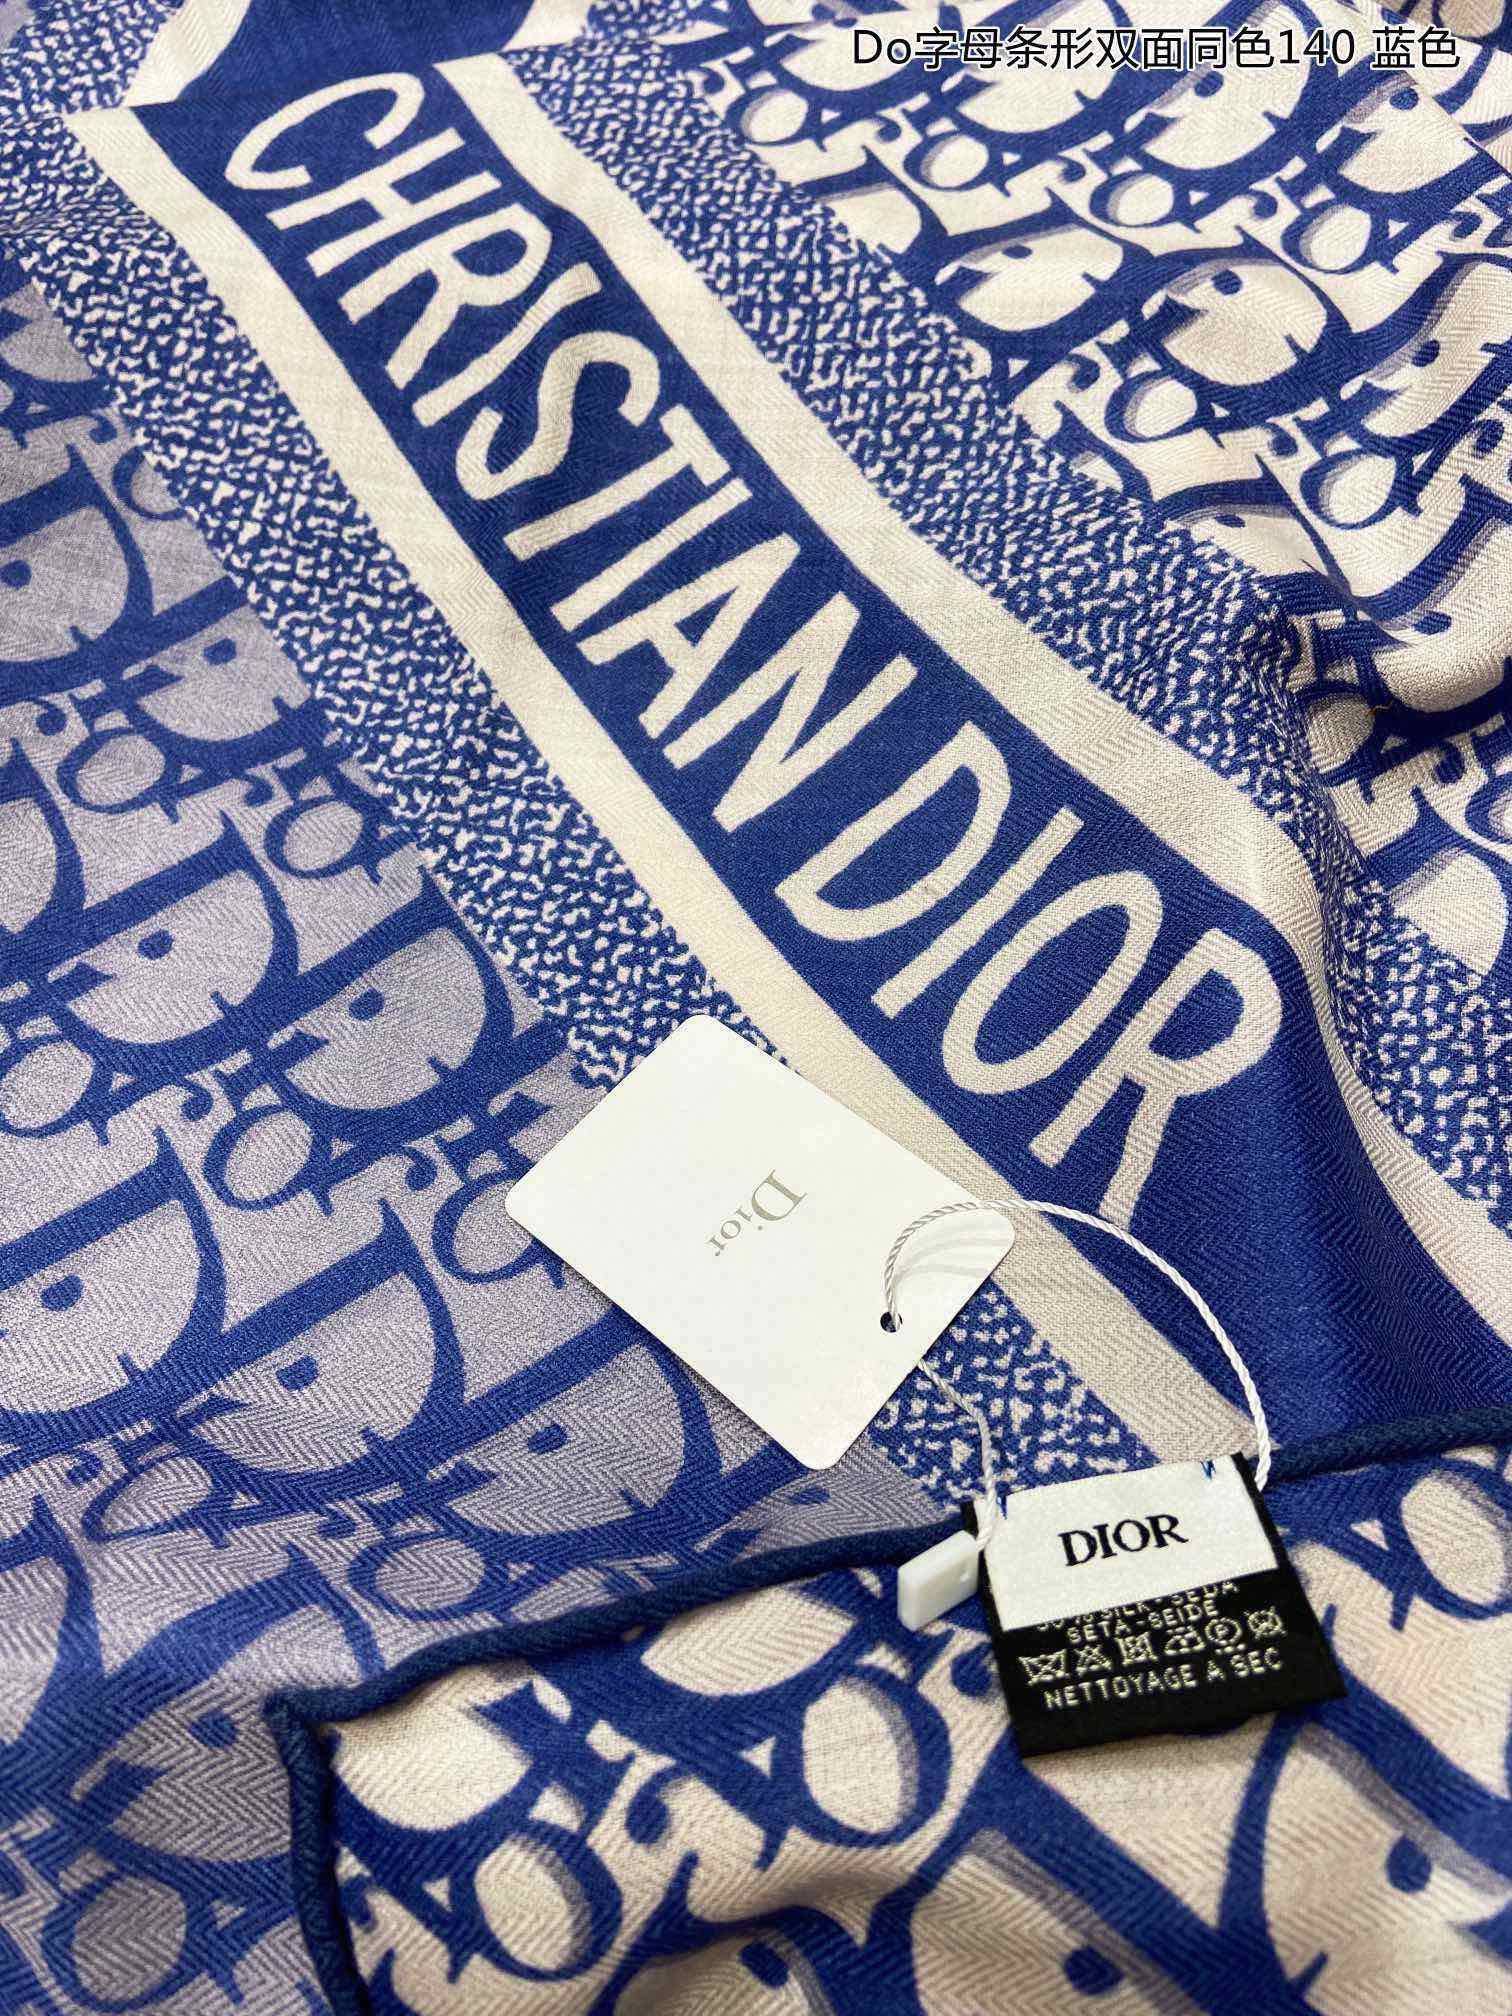 Do字母条形双面同色140 蓝色
CHRISTIAN DIOR
Dior
DIOR
SETA-SEIDE
NETTOYAGE A SEC